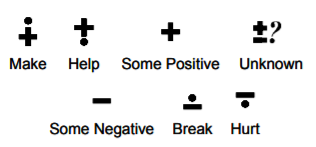 + ±?
Make Help Some Positive Unknown
−
Some Negative Break Hurt